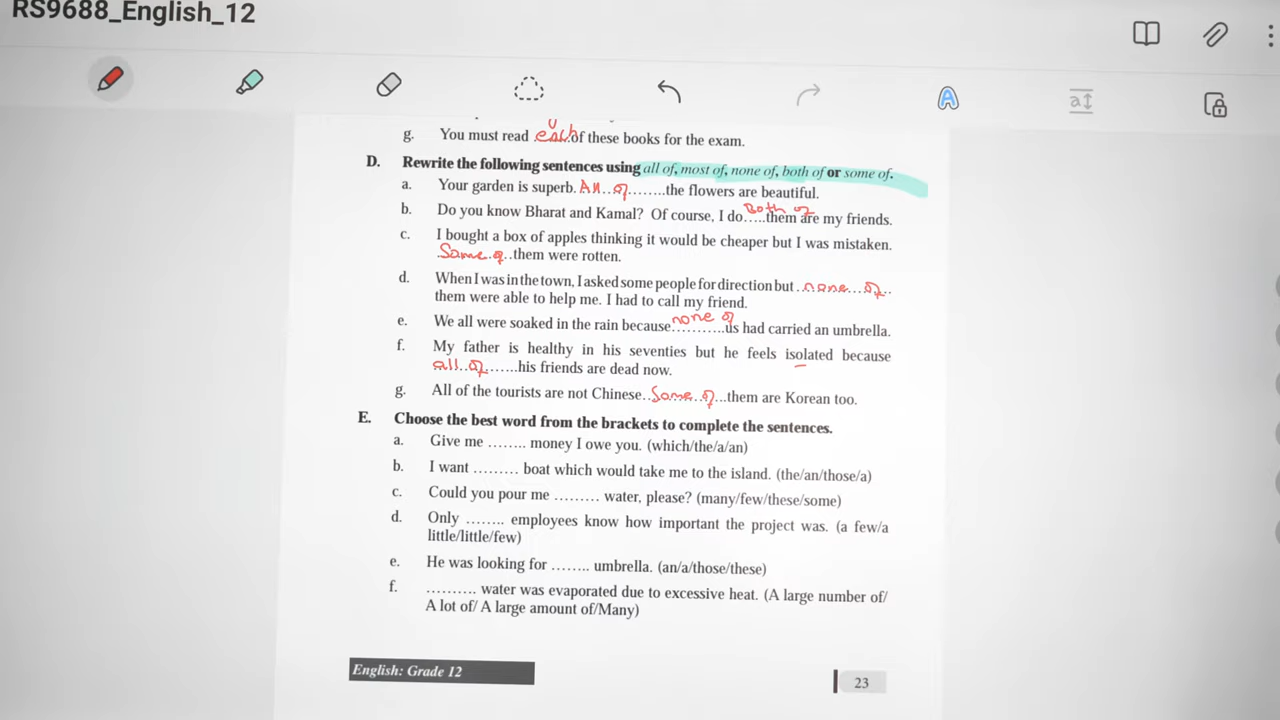 RS9688_English_12
g. You must read each of these books for the exam.
D. Rewrite the following sentences using all of, most of, none of, both of or some of.
a. Your garden is superb. All..of........the flowers are beautiful.
b. Do you know Bharat and Kamal? Of course, I do.....them are my friends.
Both of
c. I bought a box of apples thinking it would be cheaper but I was mistaken.
Some of..them were rotten.
d. When I was in the town, I asked some people for direction but ..none...of..
them were able to help me. I had to call my friend.
none of
e. We all were soaked in the rain because...........us had carried an umbrella.
f. My father is healthy in his seventies but he feels isolated because
all..of.......his friends are dead now.
g. All of the tourists are not Chinese..Some..of...them are Korean too.
E. Choose the best word from the brackets to complete the sentences.
a. Give me ........ money I owe you. (which/the/a/an)
b. I want ......... boat which would take me to the island. (the/an/those/a)
c. Could you pour me ......... water, please? (many/few/these/some)
d. Only ........ employees know how important the project was. (a few/a
little/little/few)
e. He was looking for ........ umbrella. (an/a/those/these)
f. .......... water was evaporated due to excessive heat. (A large number of/
A lot of/ A large amount of/Many)
English: Grade 12
23